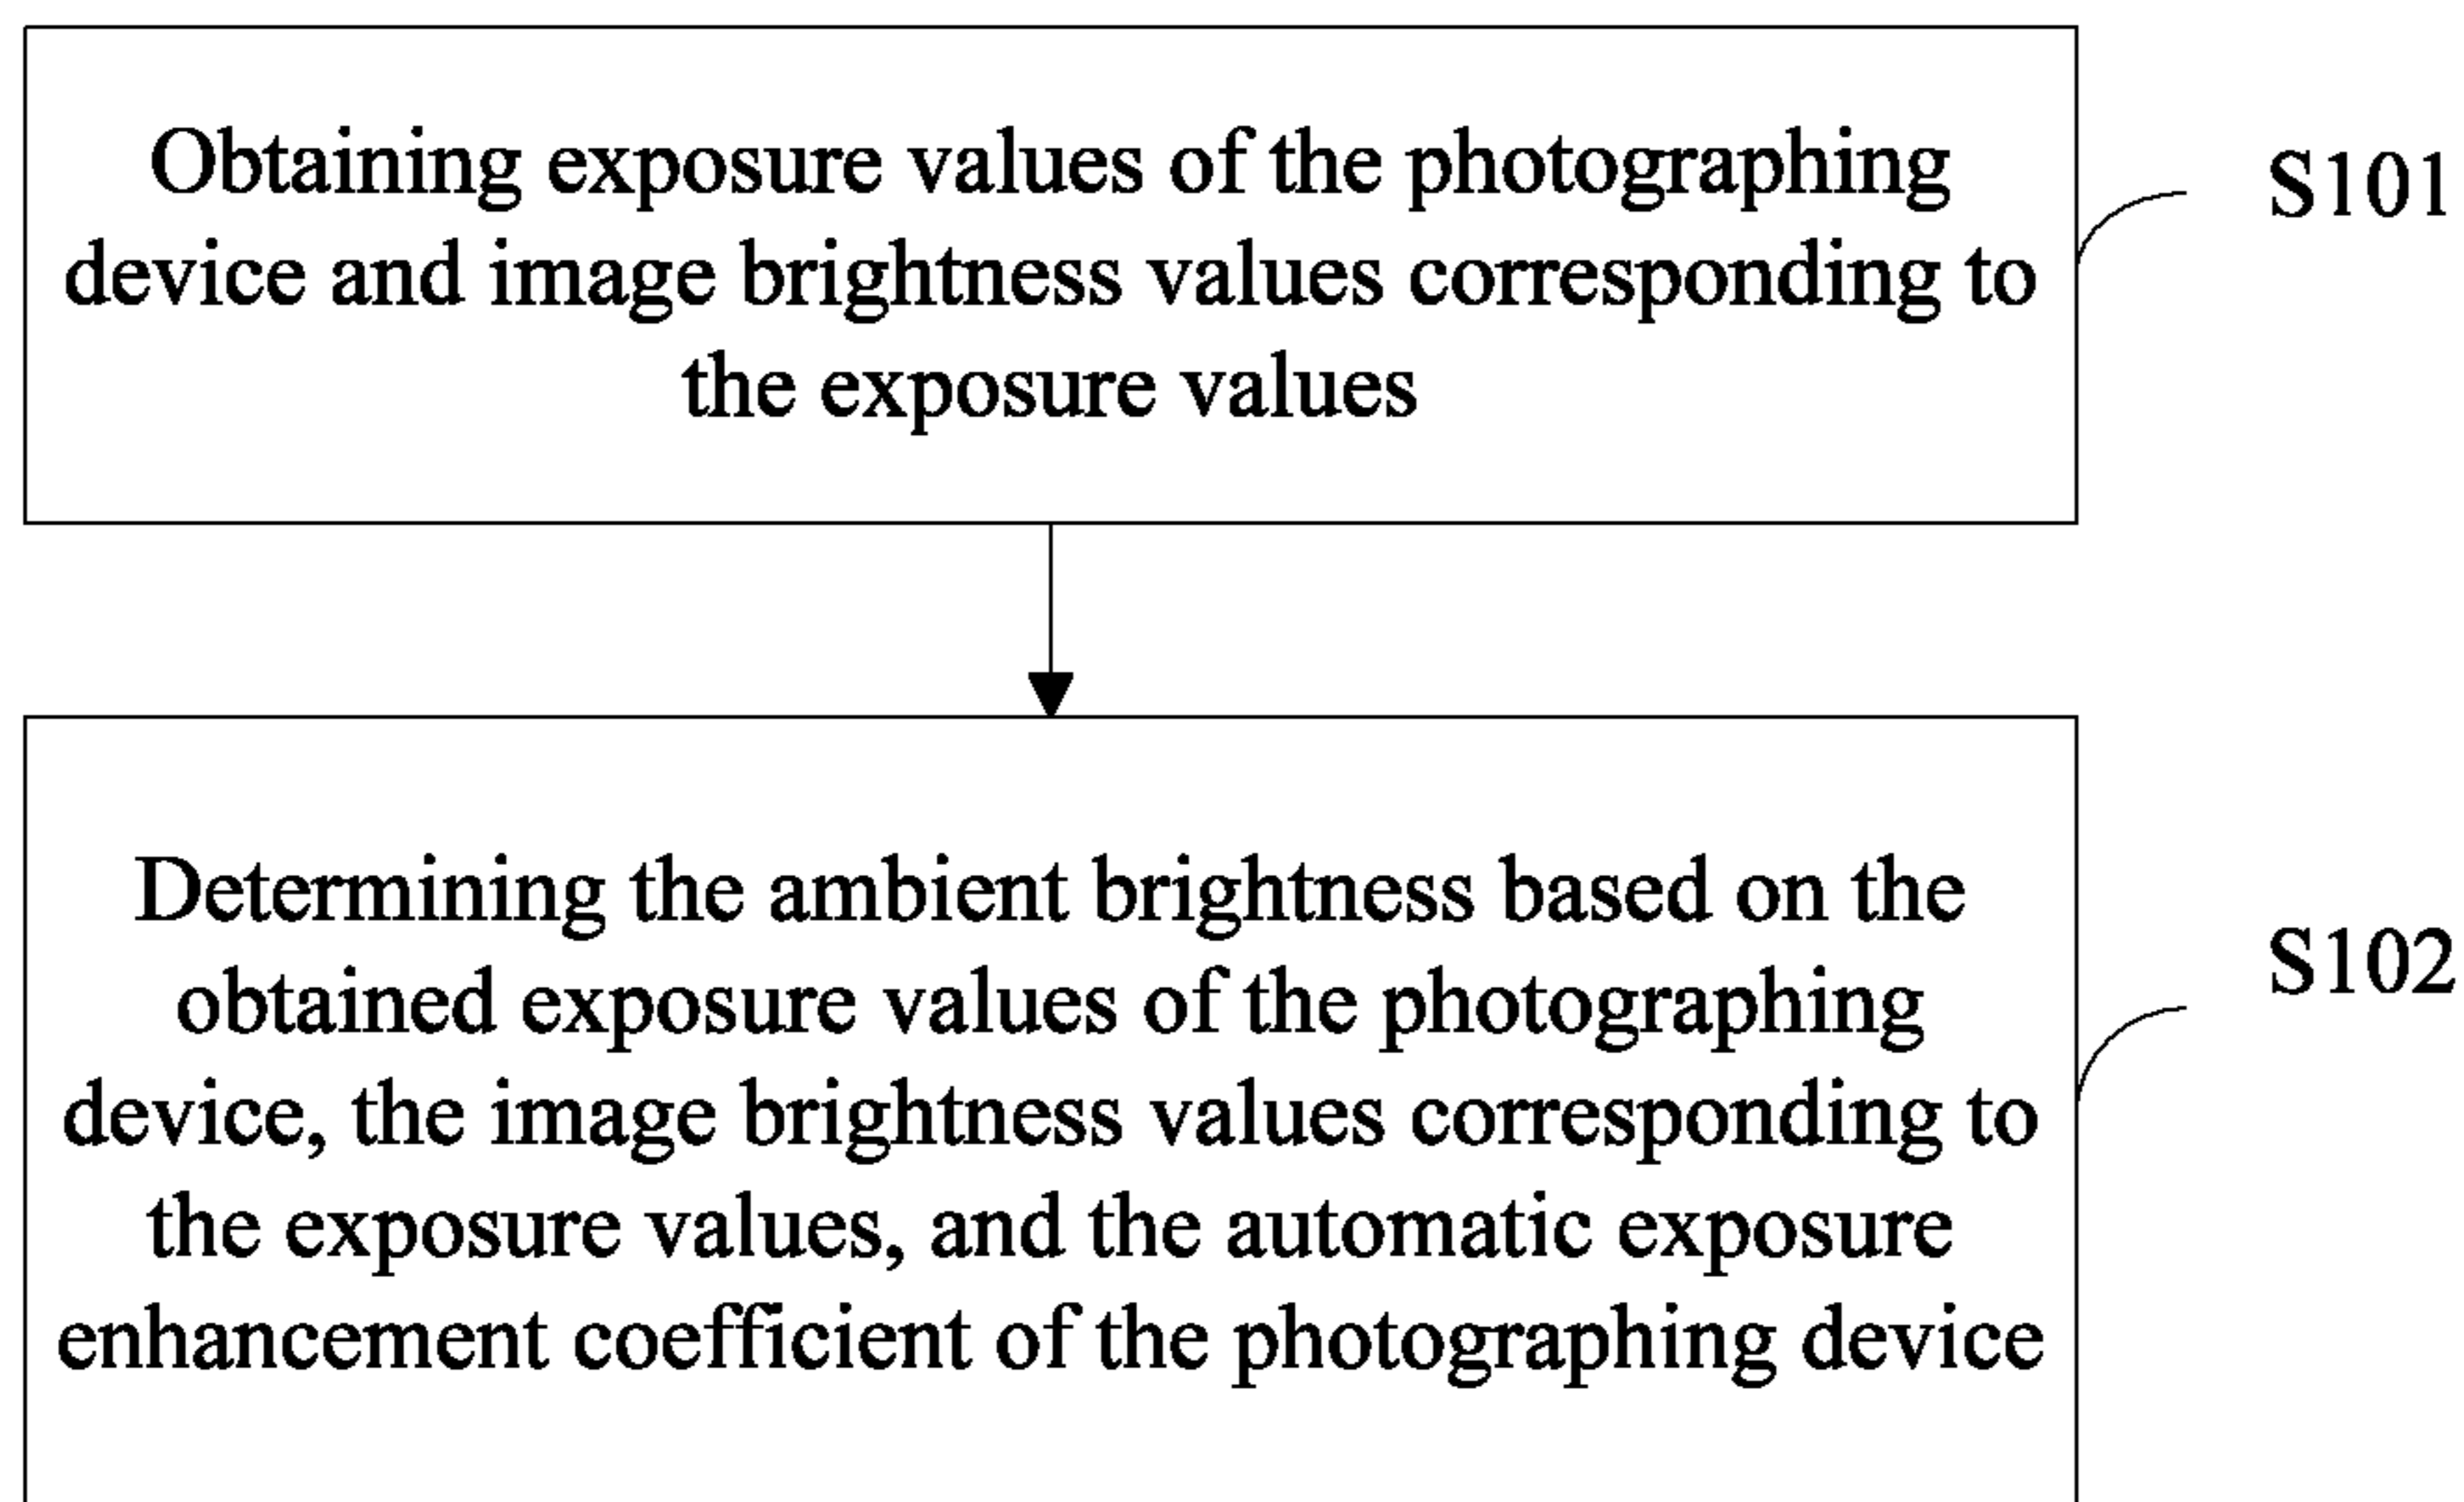 Obtaining exposure values of the photographing
device and image brightness values corresponding to
the exposure values
S101
Determining the ambient brightness based on the
obtained exposure values of the photographing
device, the image brightness values corresponding to
the exposure values, and the automatic exposure
enhancement coefficient of the photographing device
S102